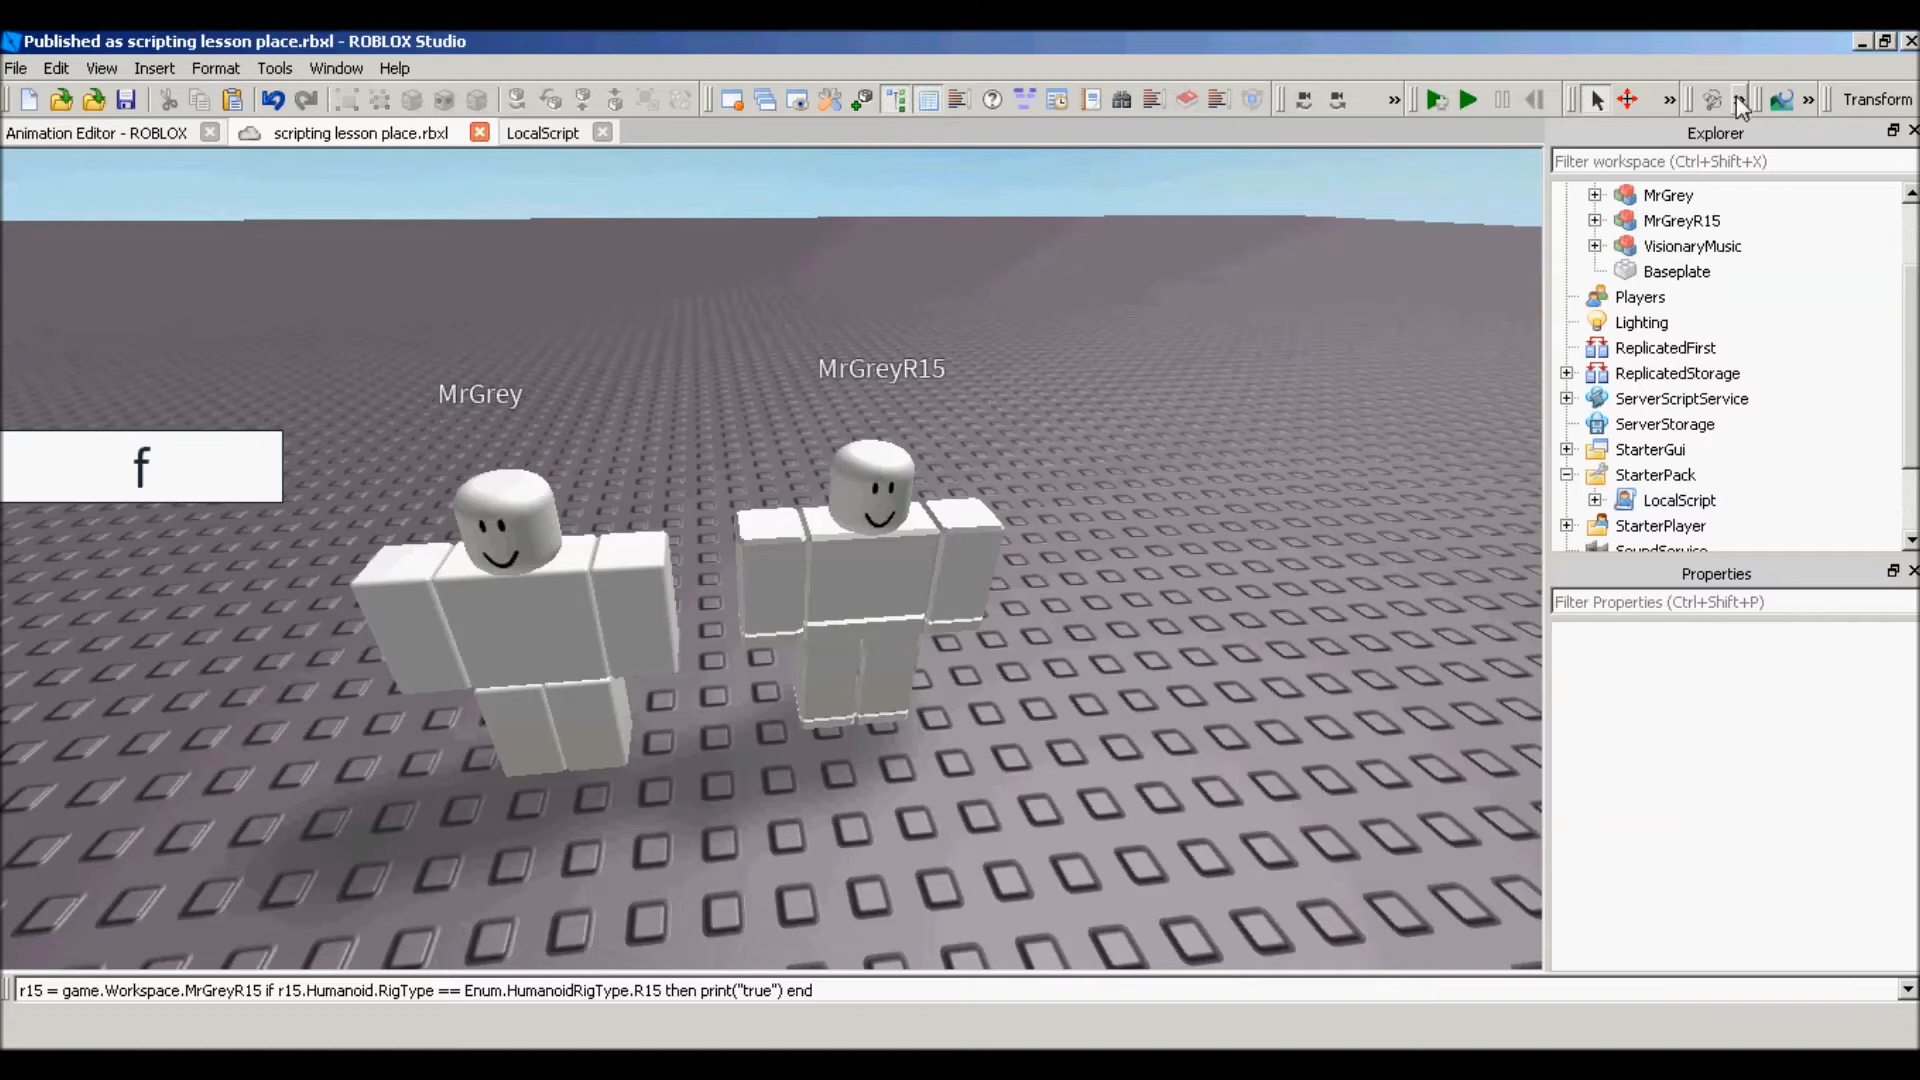 Published as scripting lesson place.rbxl - ROBLOX Studio
File Edit View Insert Format Tools Window Help
Transform
Animation Editor - ROBLOX scripting lesson place.rbxl LocalScript
Explorer
Filter workspace (Ctrl+Shift+X)
MrGrey
MrGreyR15
VisionaryMusic
Baseplate
Players
Lighting
ReplicatedFirst
ReplicatedStorage
ServerScriptService
ServerStorage
StarterGui
StarterPack
LocalScript
StarterPlayer
SoundService
Properties
Filter Properties (Ctrl+Shift+P)
MrGreyR15
MrGrey
f
r15 = game.Workspace.MrGreyR15 if r15.Humanoid.RigType == Enum.HumanoidRigType.R15 then print("true") end